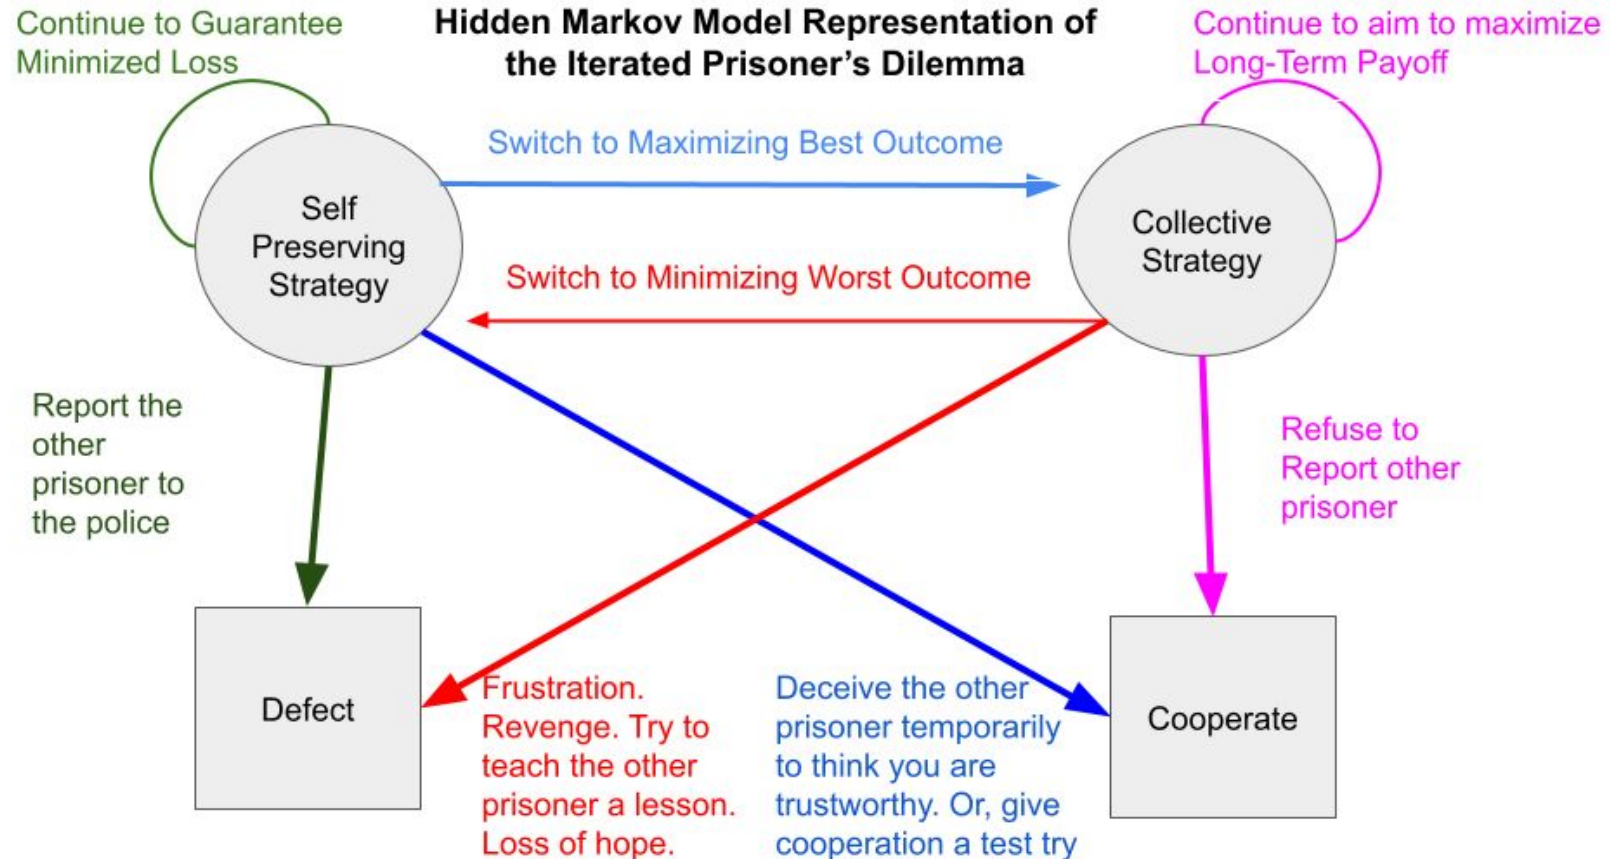 Continue to Guarantee
Minimized Loss
Hidden Markov Model Representation of
the Iterated Prisoner's Dilemma
Continue to aim to maximize
Long-Term Payoff
Switch to Maximizing Best Outcome
Self
Preserving
Strategy
Collective
Strategy
Switch to Minimizing Worst Outcome
Report the
other
prisoner to
the police
Refuse to
Report other
prisoner
Defect
Frustration.
Revenge. Try to
teach the other
prisoner a lesson.
Loss of hope.
Deceive the other
prisoner temporarily
to think you are
trustworthy. Or, give
cooperation a test try
Cooperate